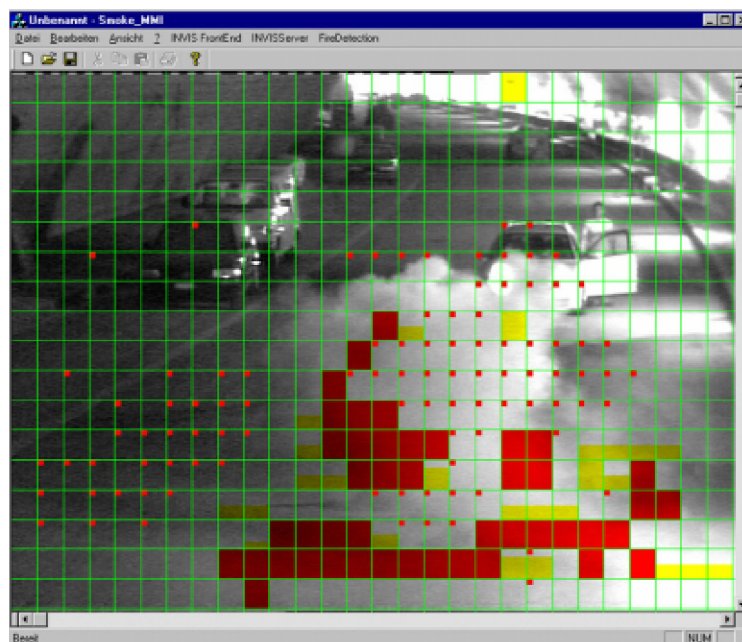 Unbenannt - Smoke_MMI
Datei Bearbeiten Ansicht ? INVIS FrontEnd INVISServer FireDetection
Bereit NUM